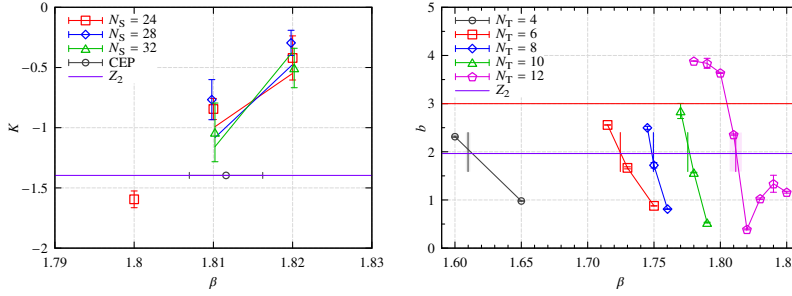 N_S = 24
N_S = 28
N_S = 32
CEP
Z_2
K
0
−0.5
−1
−1.5
−2
1.79
1.8
1.81
1.82
1.83
β
N_T = 4
N_T = 6
N_T = 8
N_T = 10
N_T = 12
Z_2
b
5
4
3
2
1
0
1.60
1.65
1.70
1.75
1.80
1.85
β